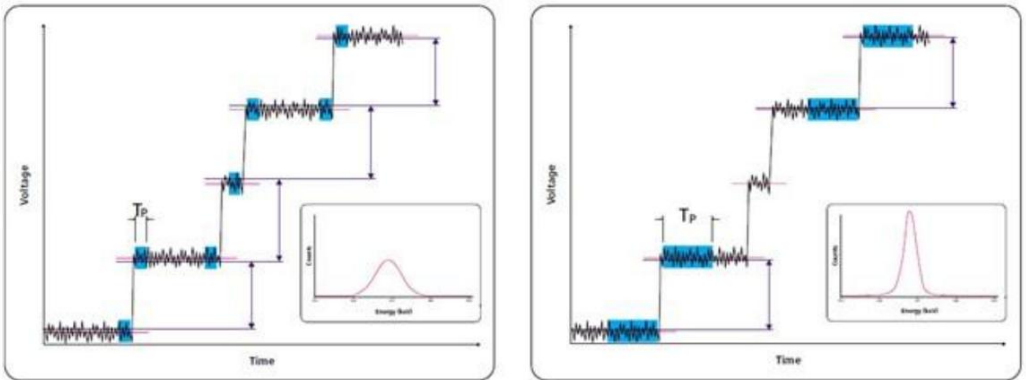 Voltage
Tₚ
Counts
Energy (keV)
Time
Voltage
Tₚ
Counts
Energy (keV)
Time